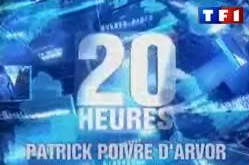 TF1
20
HEURES
PATRICK POIVRE D'ARVOR